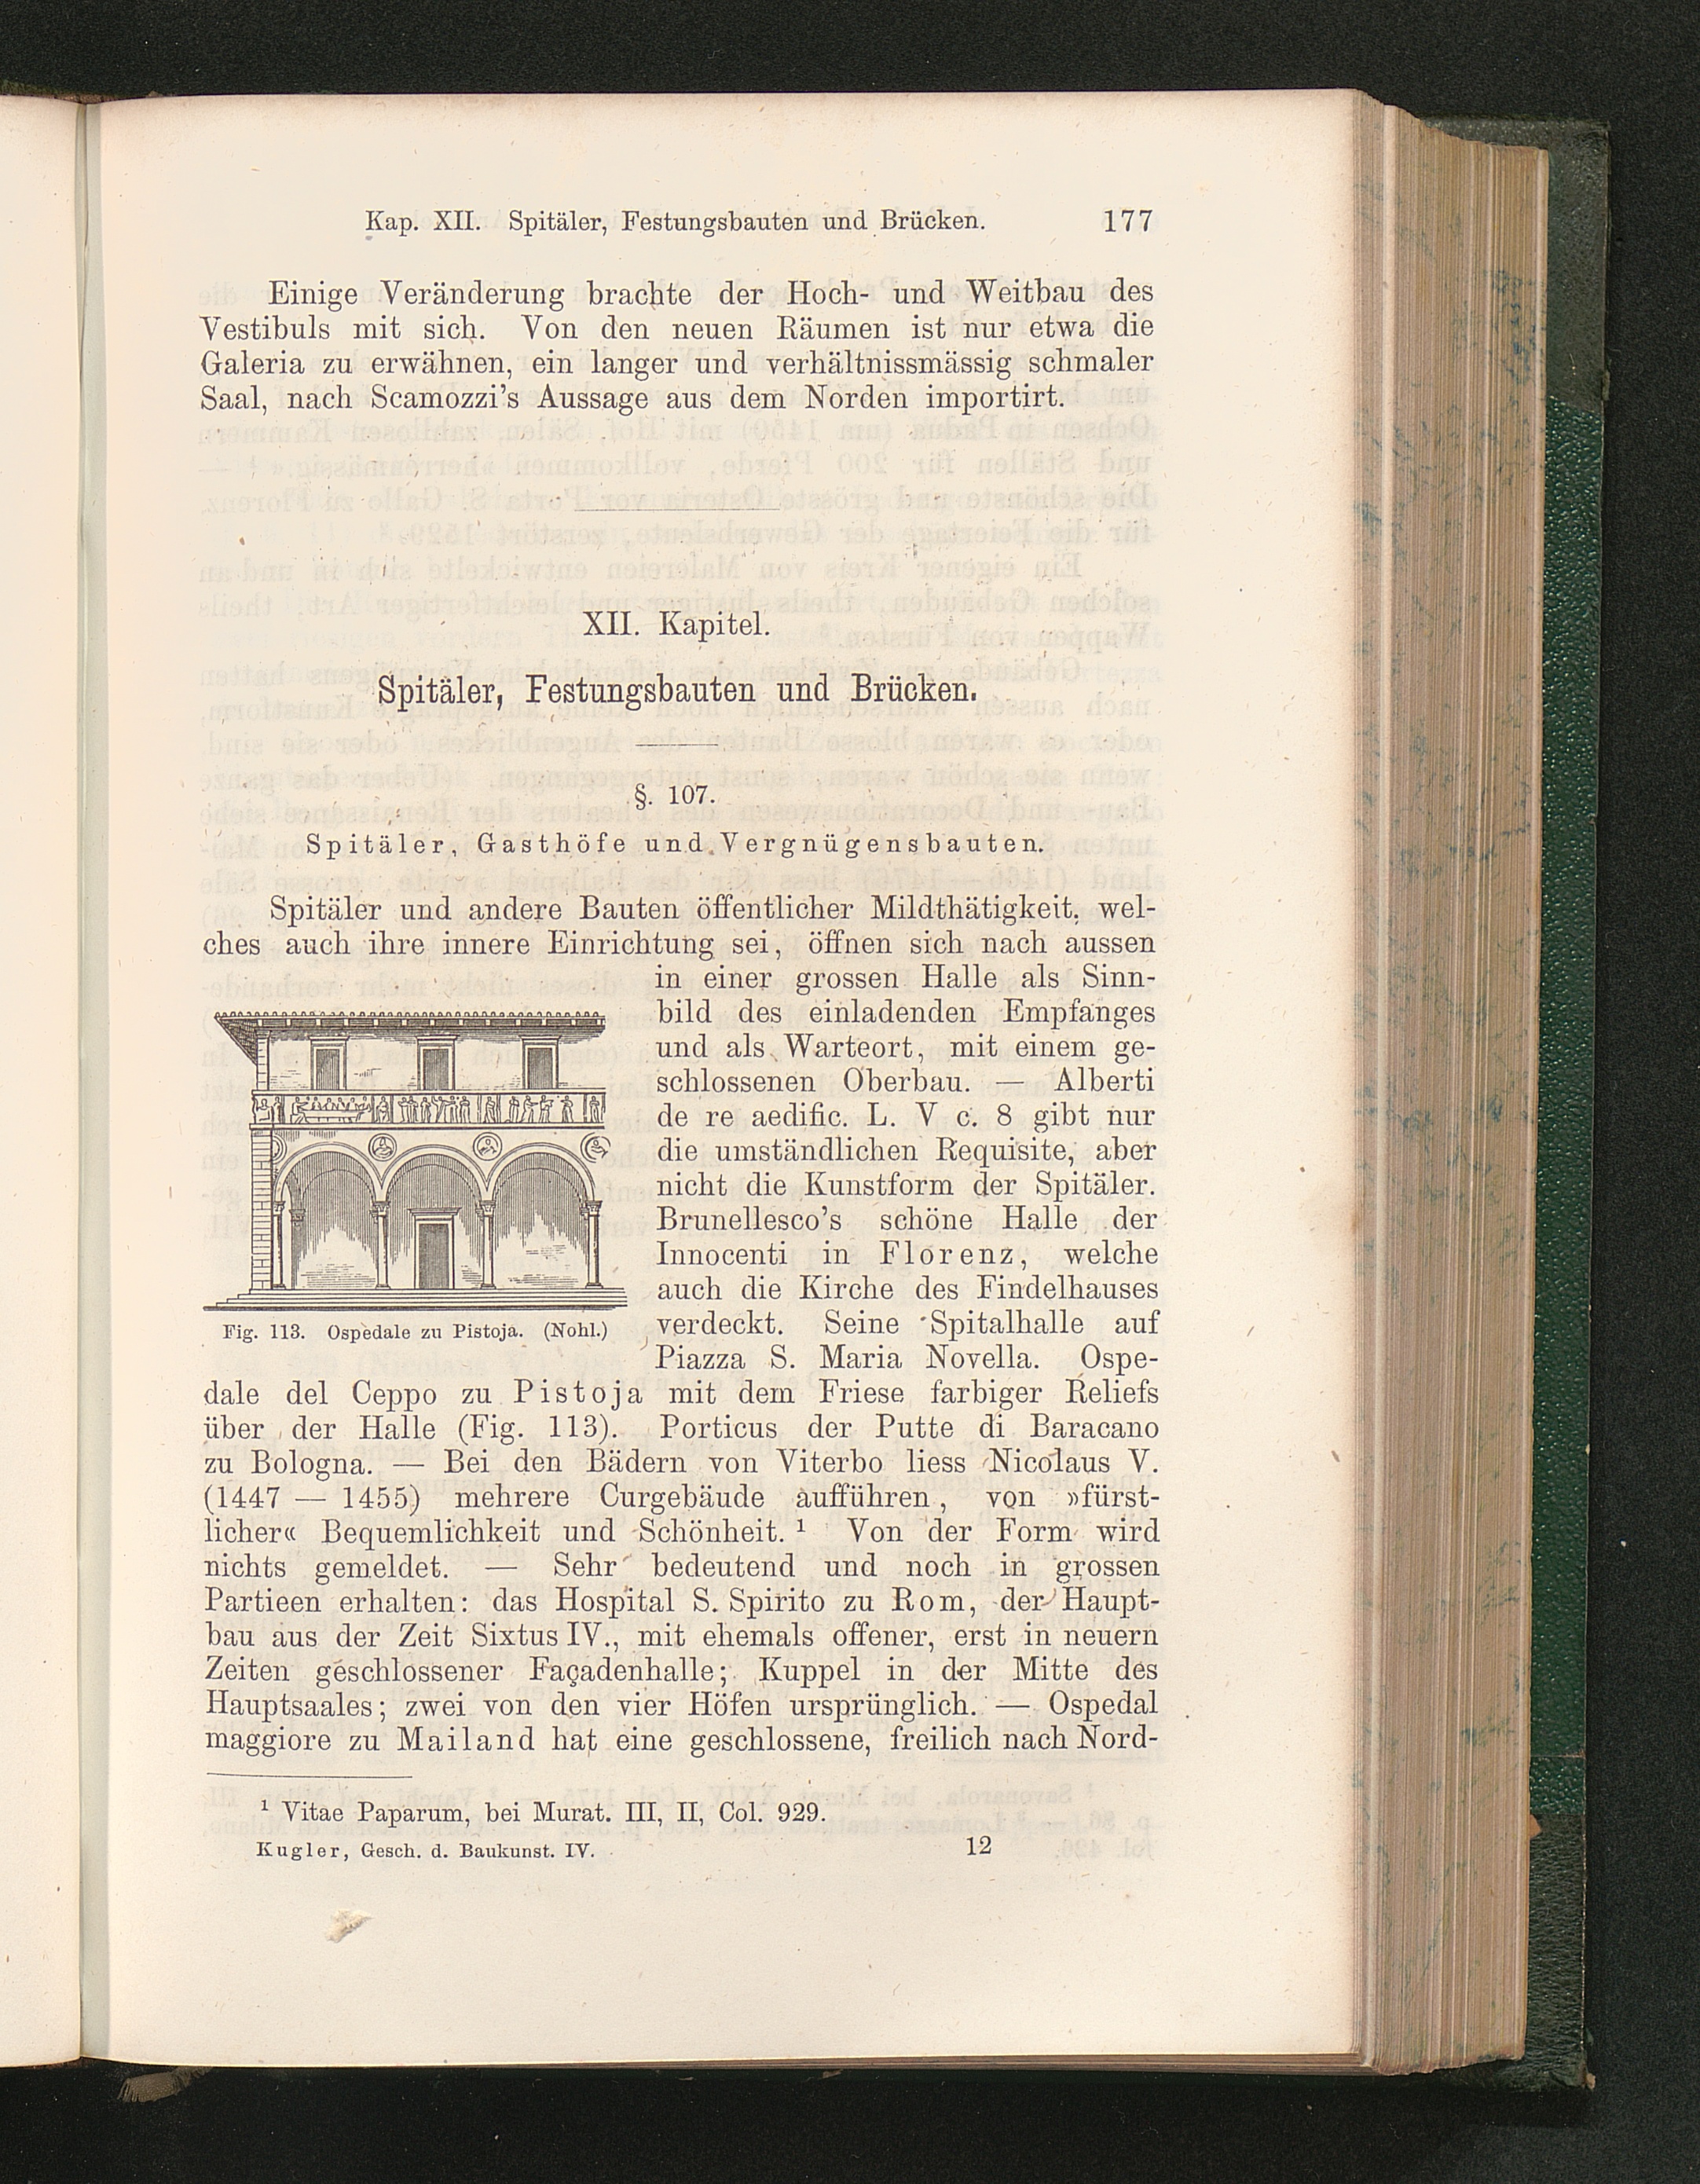 Kap. XII. Spitäler, Festungsbauten und Brücken. 177
Einige Veränderung brachte der Hoch- und Weitbau des
Vestibuls mit sich. Von den neuen Räumen ist nur etwa die
Galeria zu erwähnen, ein langer und verhältnissmässig schmaler
Saal, nach Scamozzi's Aussage aus dem Norden importirt.
XII. Kapitel.
Spitäler, Festungsbauten und Brücken.
§. 107.
Spitäler, Gasthöfe und Vergnügensbauten.
Spitäler und andere Bauten öffentlicher Mildthätigkeit, wel-
ches auch ihre innere Einrichtung sei, öffnen sich nach aussen
in einer grossen Halle als Sinn-
bild des einladenden Empfanges
und als Warteort, mit einem ge-
schlossenen Oberbau. — Alberti
de re aedific. L. V c. 8 gibt nur
die umständlichen Requisite, aber
nicht die Kunstform der Spitäler.
Brunellesco's schöne Halle der
Innocenti in Florenz, welche
auch die Kirche des Findelhauses
verdeckt. Seine Spitalhalle auf
Piazza S. Maria Novella. Ospe-
Fig. 113. Ospedale zu Pistoja. (Nohl.)
dale del Ceppo zu Pistoja mit dem Friese farbiger Reliefs
über der Halle (Fig. 113). Porticus der Putte di Baracano
zu Bologna. — Bei den Bädern von Viterbo liess Nicolaus V.
(1447 — 1455) mehrere Curgebäude aufführen, von »fürst-
licher« Bequemlichkeit und Schönheit. ¹ Von der Form wird
nichts gemeldet. — Sehr bedeutend und noch in grossen
Partieen erhalten: das Hospital S. Spirito zu Rom, der Haupt-
bau aus der Zeit Sixtus IV., mit ehemals offener, erst in neuern
Zeiten geschlossener Façadenhalle; Kuppel in der Mitte des
Hauptsaales; zwei von den vier Höfen ursprünglich. — Ospedal
maggiore zu Mailand hat eine geschlossene, freilich nach Nord-
¹ Vitae Paparum, bei Murat. III, II, Col. 929.
Kugler, Gesch. d. Baukunst. IV. 12